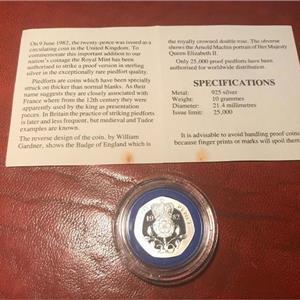 On 9 June 1982, the twenty pence was issued as a
circulating coin in the United Kingdom. To
commemorate this important addition to our
nation's coinage the Royal Mint has been
authorised to strike a proof version in sterling
silver in the exceptionally rare piedfort quality.
Piedforts are coins which have been specially
struck on thicker than normal blanks. As their
name suggests they are closely associated with
France where from the 12th century they were
apparently used by the king as presentation
pieces. In Britain the practice of striking piedforts
is later and less frequent, but medieval and Tudor
examples are known.
The reverse design of the coin, by William
Gardner, shows the Badge of England which is
the royally crowned double rose. The obverse
shows the Arnold Machin portrait of Her Majesty
Queen Elizabeth II.
Only 25,000 proof piedforts have been
authorised for worldwide distribution.
SPECIFICATIONS
Metal: 925 silver
Weight: 10 grammes
Diameter: 21.4 millimetres
Issue limit: 25,000
It is advisable to avoid handling proof coins
because finger prints or marks will spoil them.
19 82